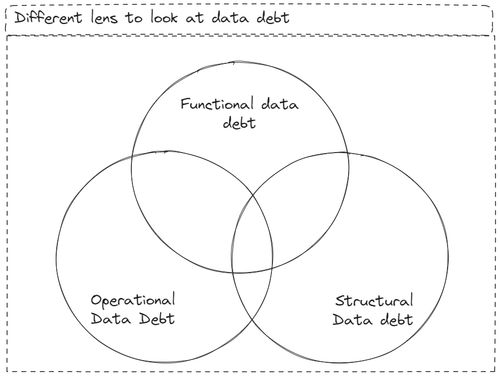 Different lens to look at data debt
Functional data
debt
Operational
Data Debt
Structural
Data debt